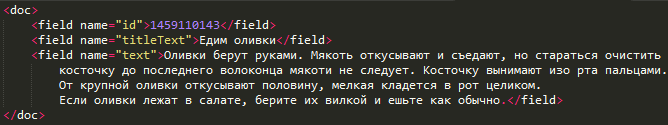 <doc>
<field name="id">1459110143</field>
<field name="titleText">Едим оливки</field>
<field name="text">Оливки берут руками. Мякоть откусывают и съедают, но стараться очистить
косточку до последнего волоконца мякоти не следует. Косточку вынимают изо рта пальцами.
От крупной оливки откусывают половину, мелкая кладется в рот целиком.
Если оливки лежат в салате, берите их вилкой и ешьте как обычно.</field>
</doc>